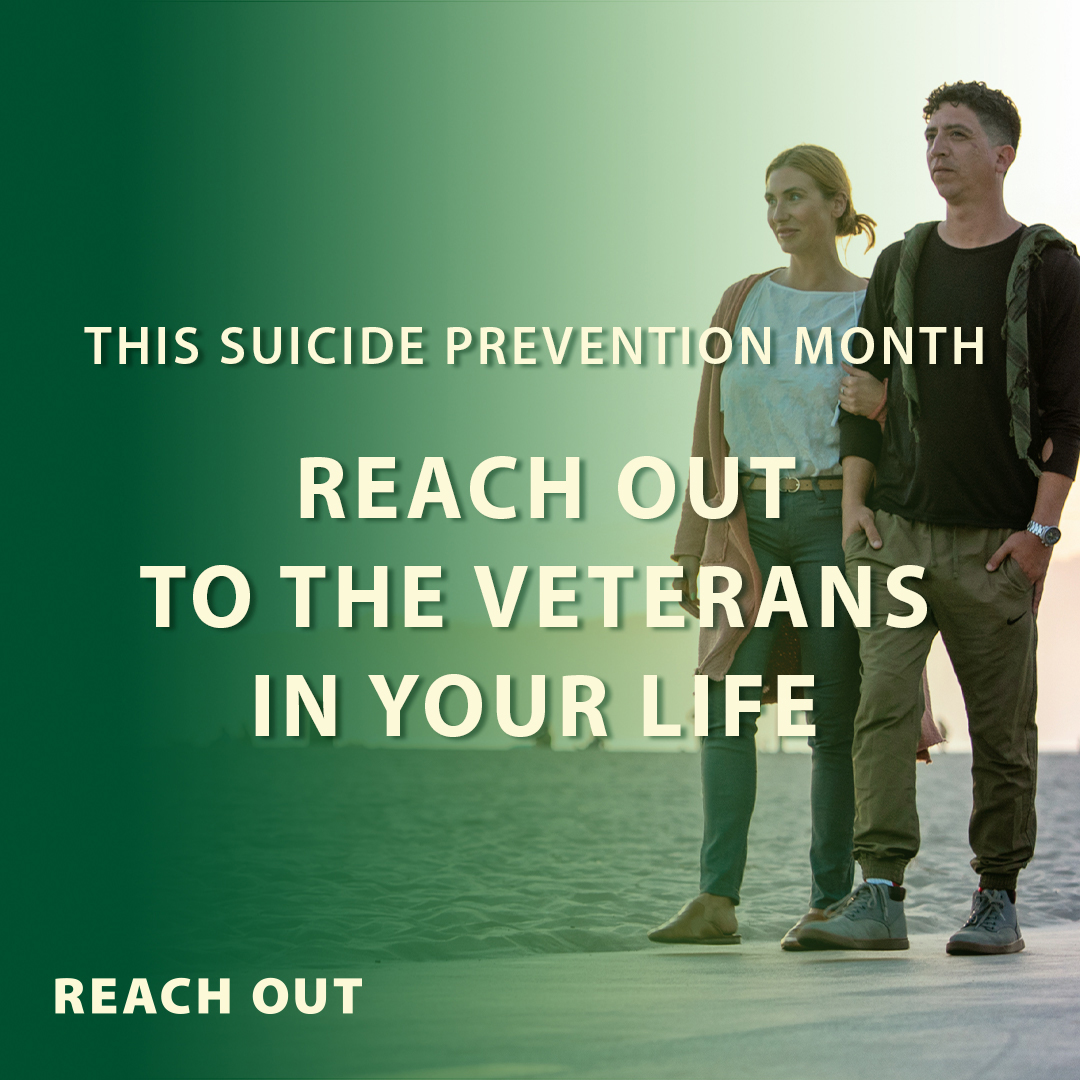 THIS SUICIDE PREVENTION MONTH
REACH OUT
TO THE VETERANS
IN YOUR LIFE
REACH OUT